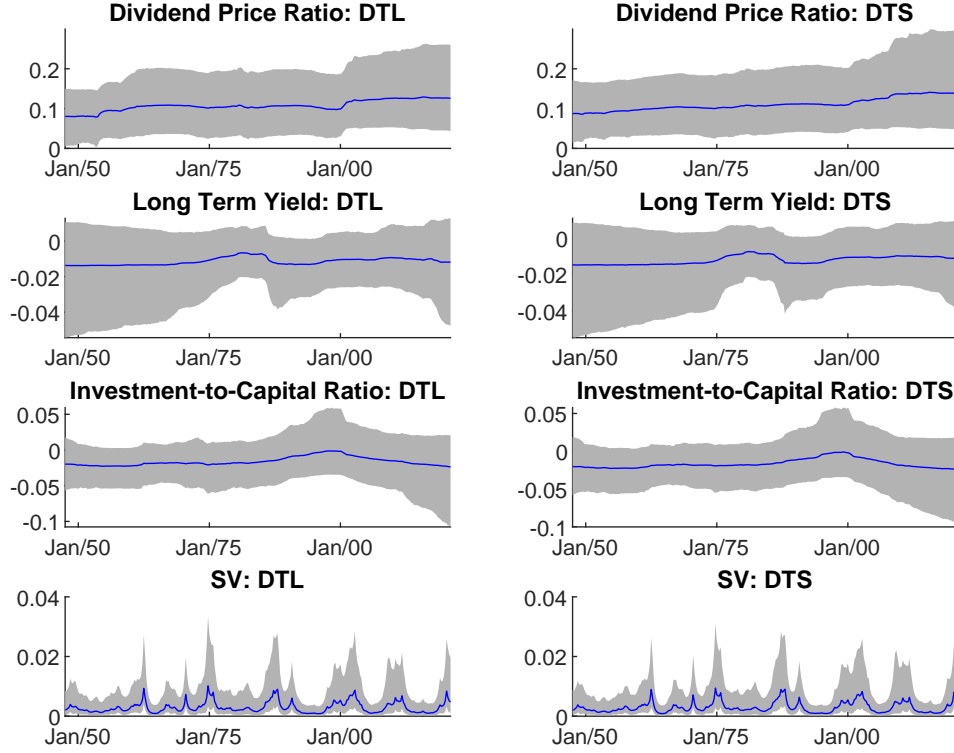 Dividend Price Ratio: DTL
0.2
0.1
0
Jan/50 Jan/75 Jan/00
Dividend Price Ratio: DTS
0.2
0.1
0
Jan/50 Jan/75 Jan/00
Long Term Yield: DTL
0
-0.02
-0.04
Jan/50 Jan/75 Jan/00
Long Term Yield: DTS
0
-0.02
-0.04
Jan/50 Jan/75 Jan/00
Investment-to-Capital Ratio: DTL
0.05
0
-0.05
-0.1
Jan/50 Jan/75 Jan/00
Investment-to-Capital Ratio: DTS
0.05
0
-0.05
-0.1
Jan/50 Jan/75 Jan/00
SV: DTL
0.04
0.02
0
Jan/50 Jan/75 Jan/00
SV: DTS
0.04
0.02
0
Jan/50 Jan/75 Jan/00